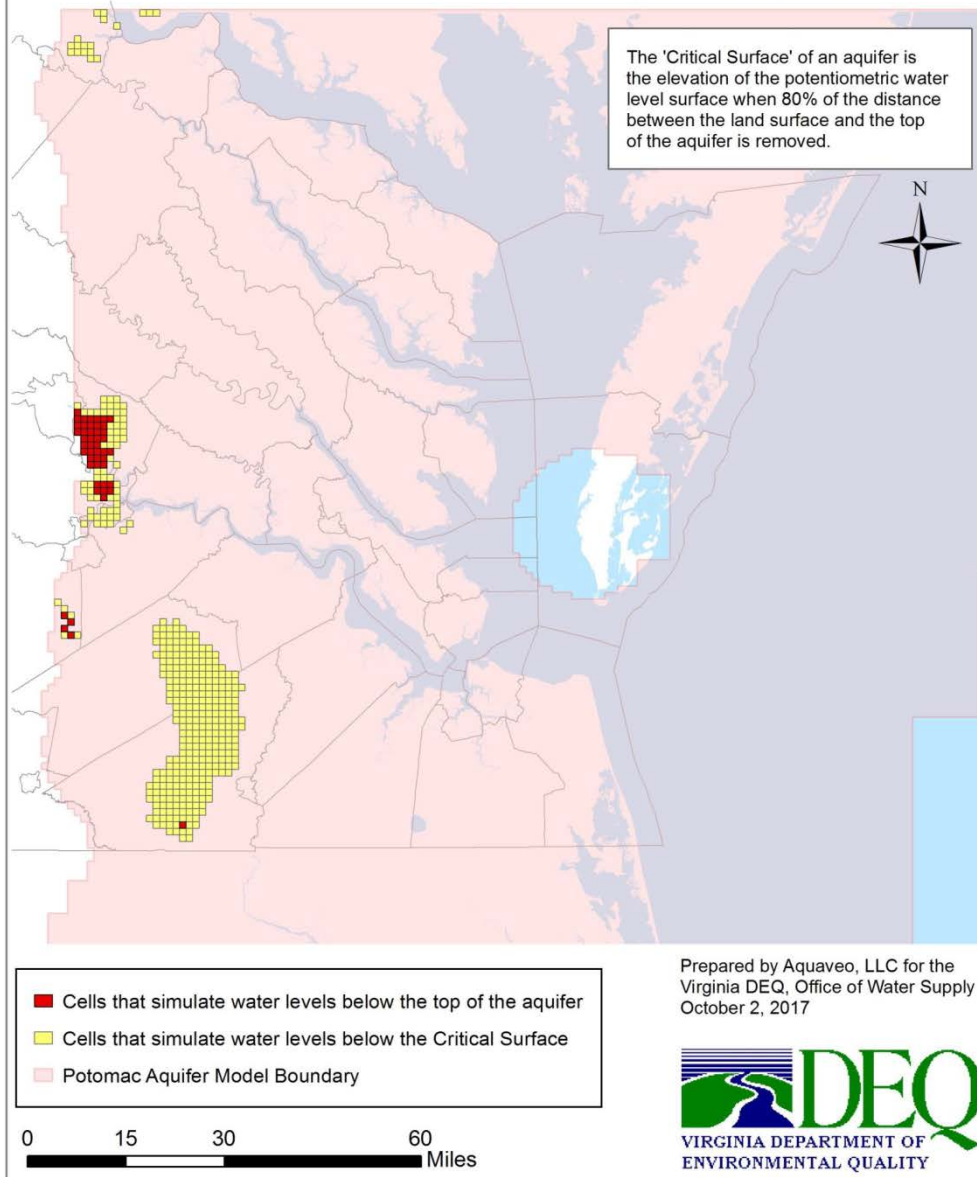 The 'Critical Surface' of an aquifer is
the elevation of the potentiometric water
level surface when 80% of the distance
between the land surface and the top
of the aquifer is removed.
N
Cells that simulate water levels below the top of the aquifer
Cells that simulate water levels below the Critical Surface
Potomac Aquifer Model Boundary
0 15 30 60
Miles
Prepared by Aquaveo, LLC for the
Virginia DEQ, Office of Water Supply
October 2, 2017
DEQ
VIRGINIA DEPARTMENT OF
ENVIRONMENTAL QUALITY